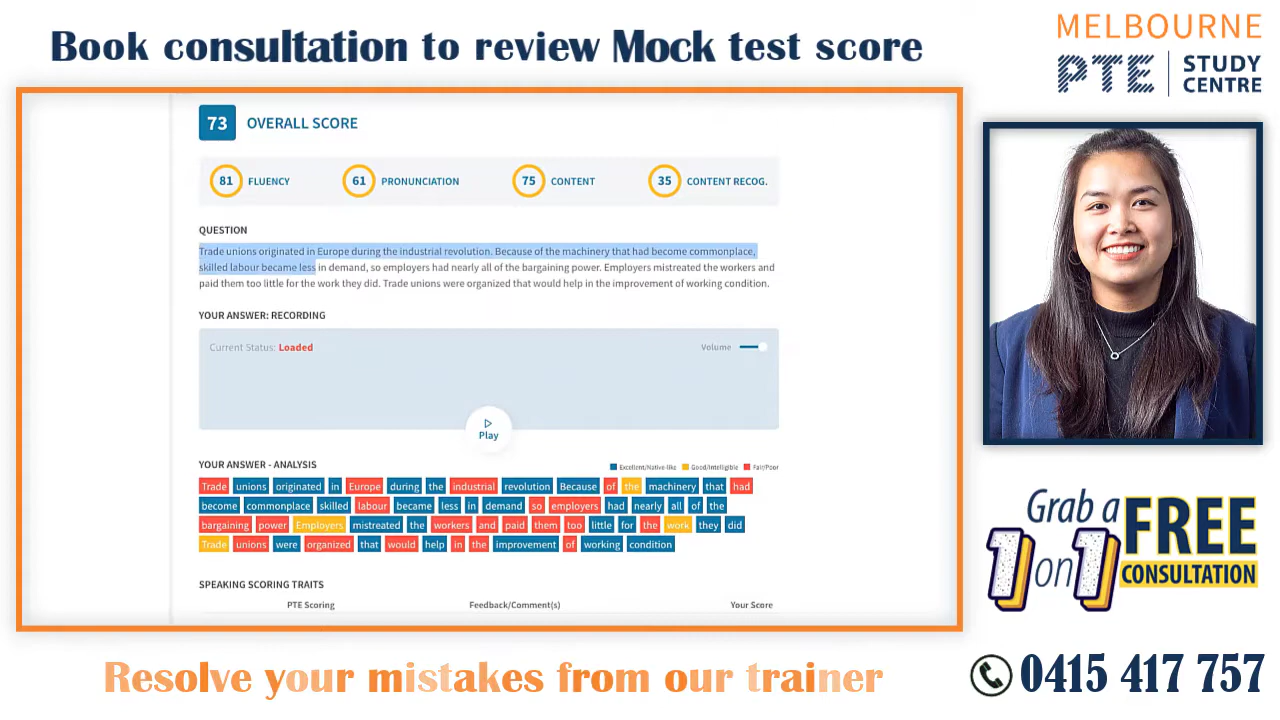 Book consultation to review Mock test score
MELBOURNE
PTE STUDY CENTRE
73 OVERALL SCORE
81 FLUENCY 61 PRONUNCIATION 75 CONTENT 35 CONTENT RECOG.
QUESTION
Trade unions originated in Europe during the industrial revolution. Because of the machinery that had become commonplace,
skilled labour became less in demand, so employers had nearly all of the bargaining power. Employers mistreated the workers and
paid them too little for the work they did. Trade unions were organized that would help in the improvement of working condition.
YOUR ANSWER: RECORDING
Current Status: Loaded Volume
Play
YOUR ANSWER - ANALYSIS Excellent/Native-like Good/Intelligible Fair/Poor
Trade unions originated in Europe during the industrial revolution Because of the machinery that had
become commonplace skilled labour became less in demand so employers had nearly all of the
bargaining power Employers mistreated the workers and paid them too little for the work they did
Trade unions were organized that would help in the improvement of working condition
SPEAKING SCORING TRAITS
PTE Scoring Feedback/Comment(s) Your Score
Grab a
1 on 1 FREE
CONSULTATION
Resolve your mistakes from our trainer
0415 417 757